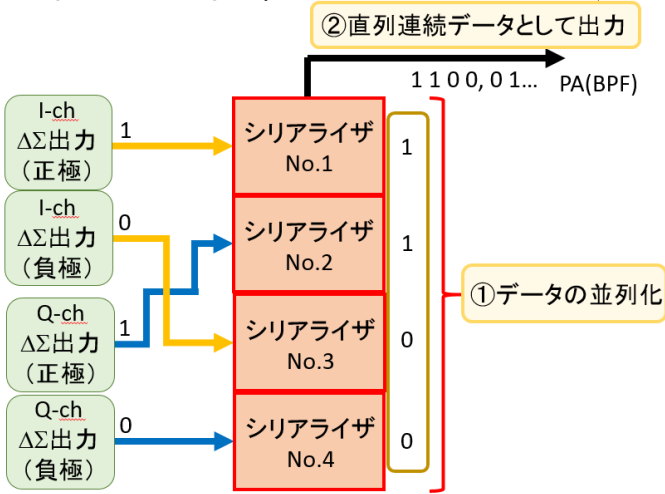 ②直列連続データとして出力
1 1 0 0, 0 1... PA(BPF)
I-ch
ΔΣ出力
（正極）
1
I-ch
ΔΣ出力
（負極）
0
Q-ch
ΔΣ出力
（正極）
1
Q-ch
ΔΣ出力
（負極）
0
シリアライザ
No.1
シリアライザ
No.2
シリアライザ
No.3
シリアライザ
No.4
1
1
0
0
①データの並列化